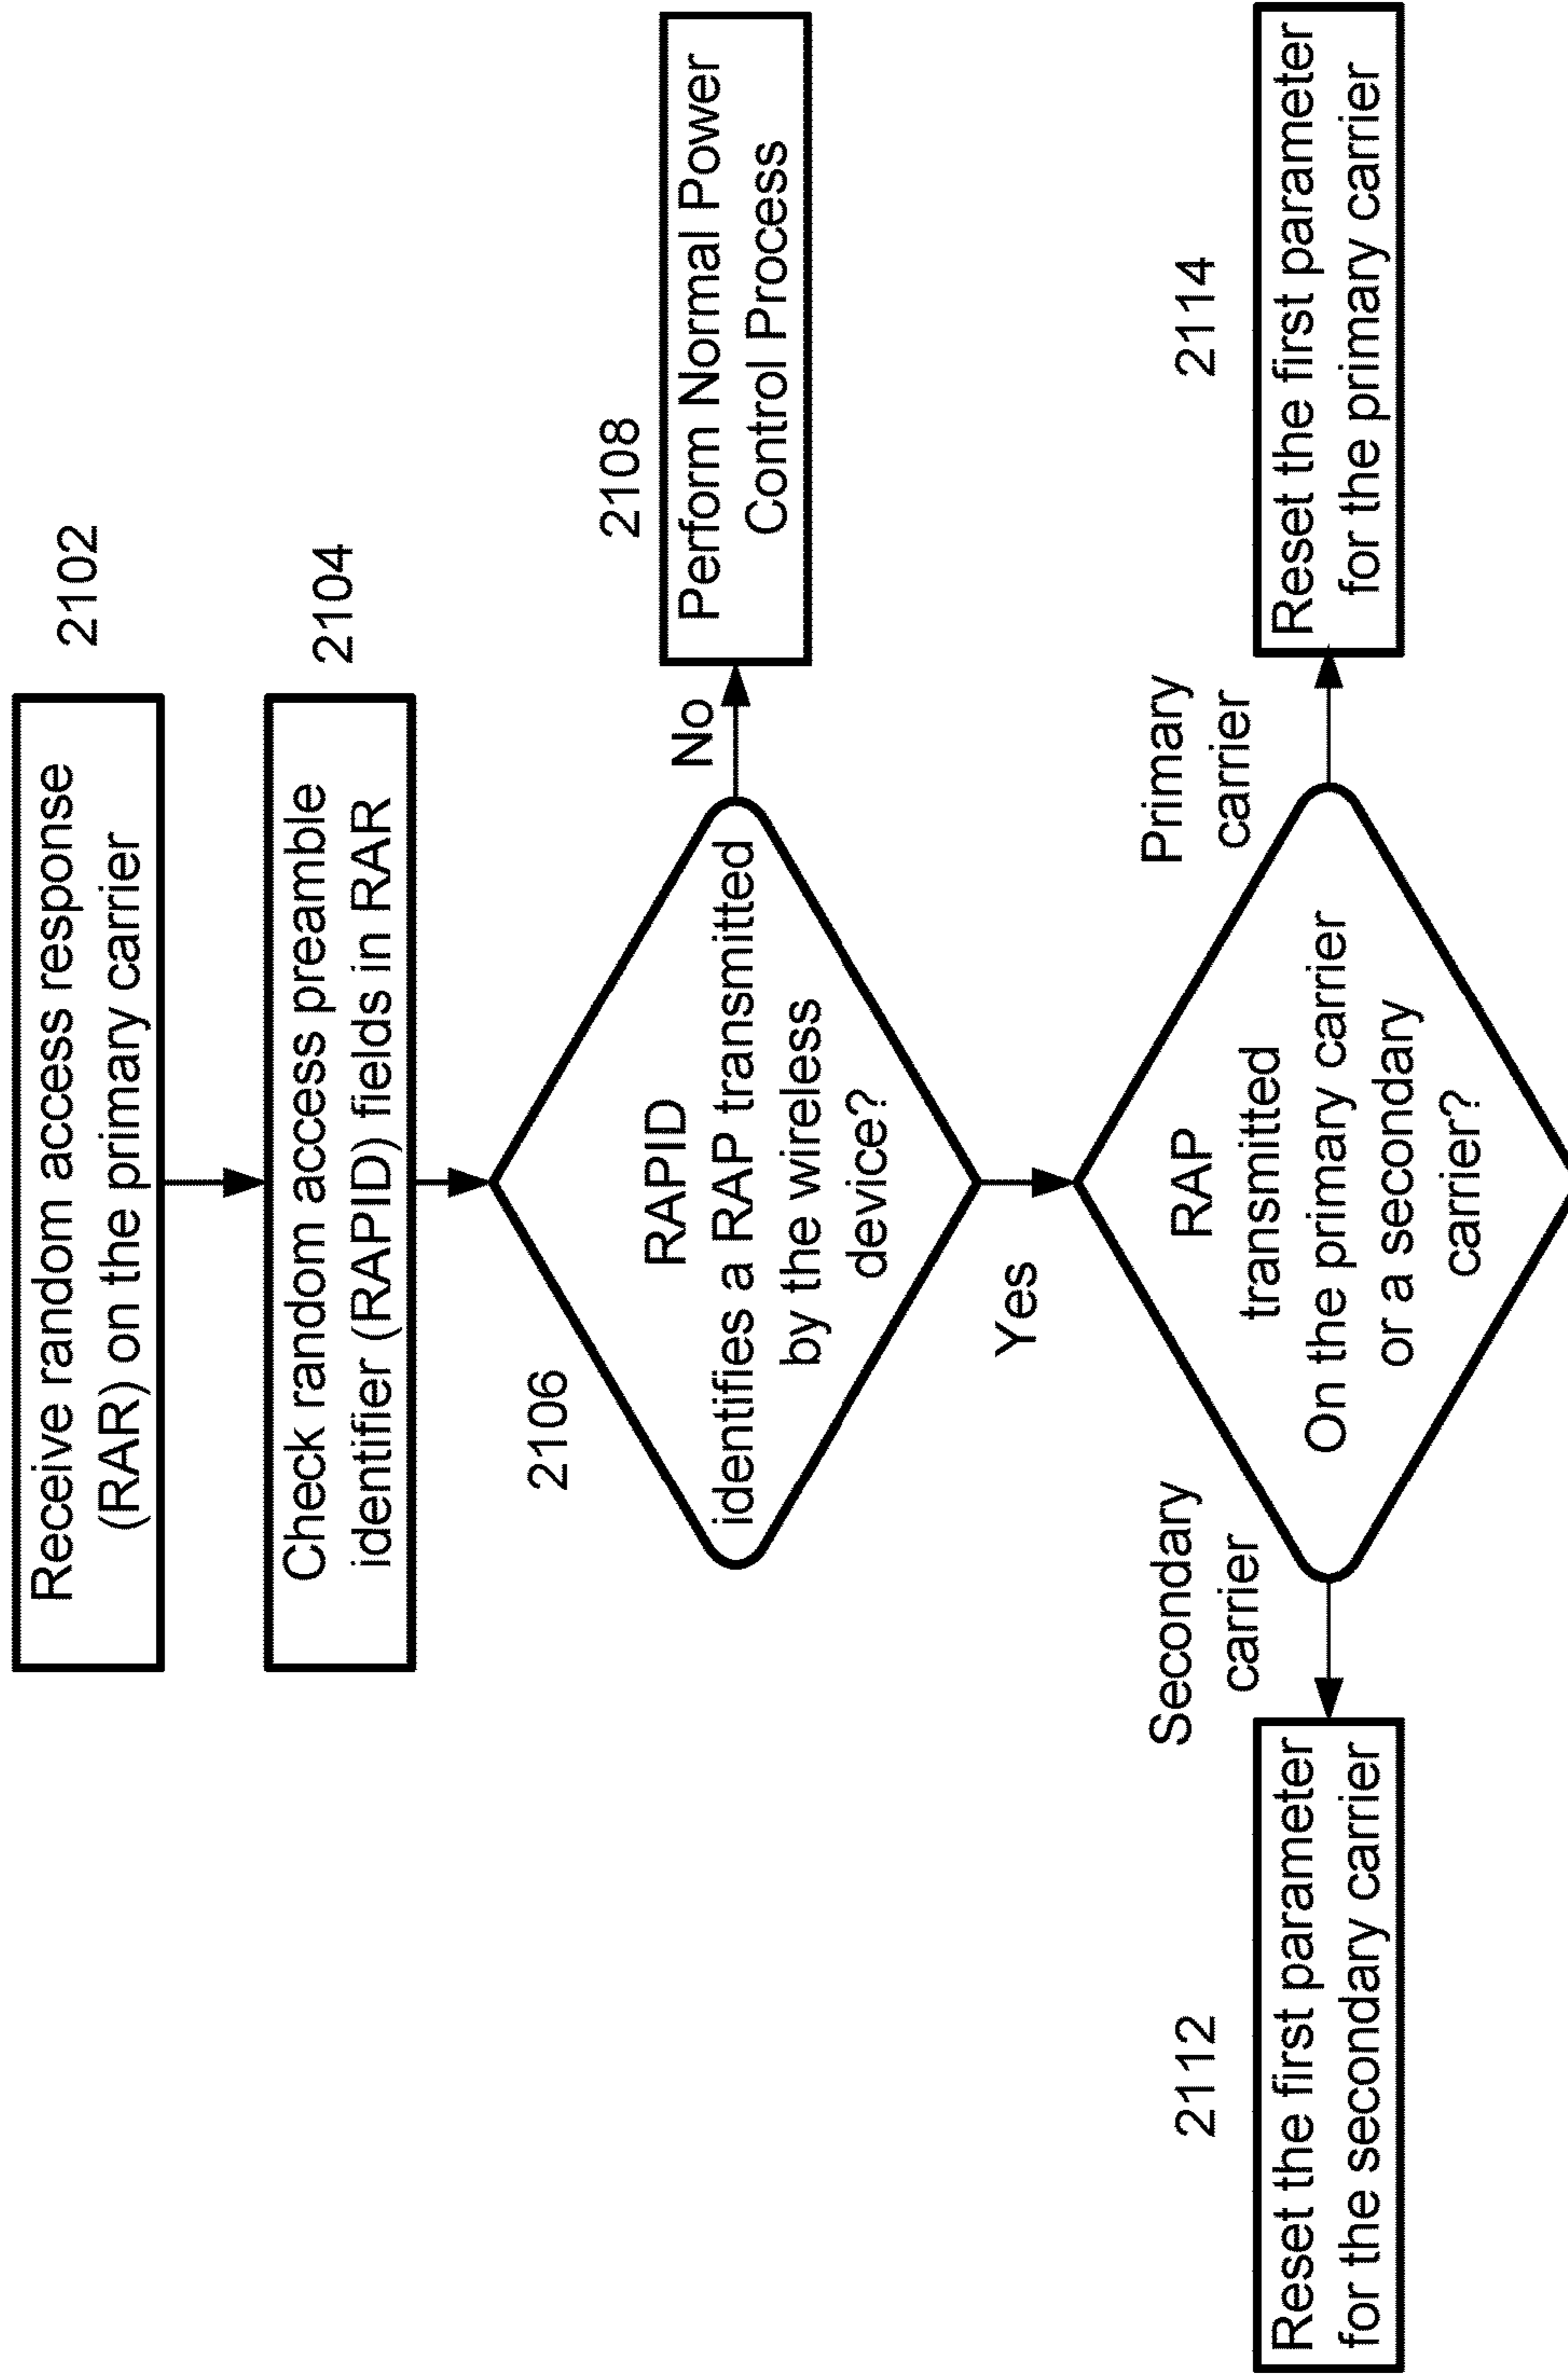 2102
Receive random access response
(RAR) on the primary carrier
2104
Check random access preamble
identifier (RAPID) fields in RAR
2106
RAPID
identifies a RAP transmitted
by the wireless
device?
No
2108
Perform Normal Power
Control Process
Yes
RAP
transmitted
On the primary carrier
or a secondary
carrier?
Secondary
carrier
Primary
carrier
2112
Reset the first parameter
for the secondary carrier
2114
Reset the first parameter
for the primary carrier